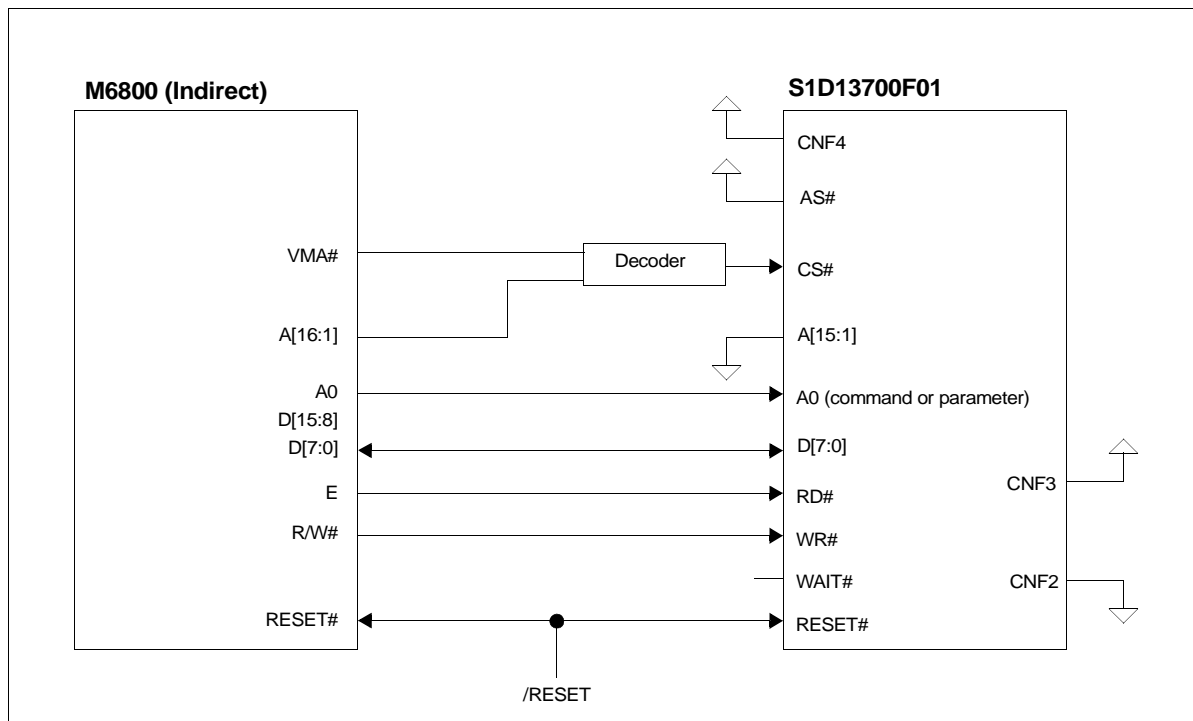 M6800 (Indirect)
VMA#
A[16:1]
A0
D[15:8]
D[7:0]
E
R/W#
RESET#
Decoder
/RESET
S1D13700F01
CNF4
AS#
CS#
A[15:1]
A0 (command or parameter)
D[7:0]
RD#
WR#
WAIT#
RESET#
CNF3
CNF2